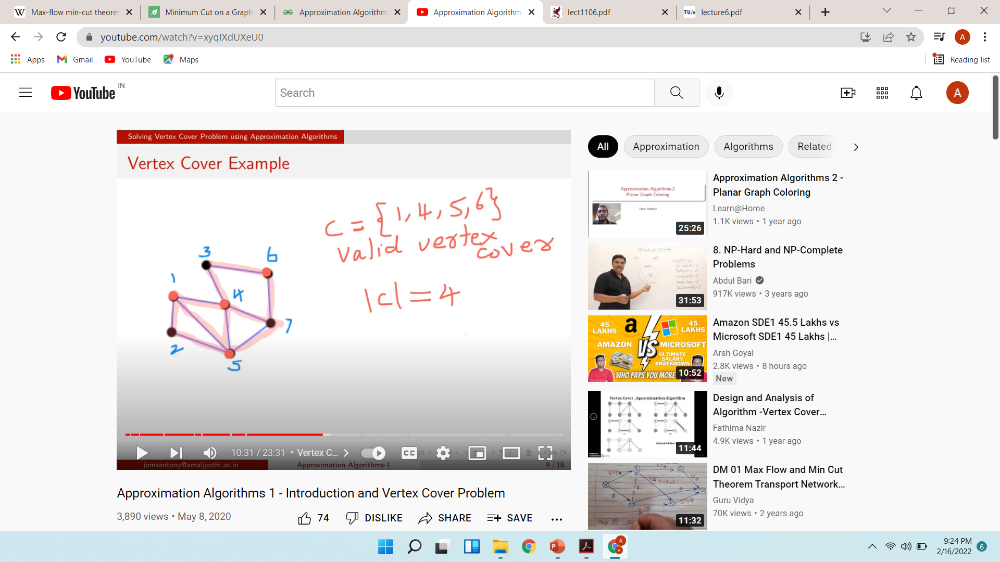 Max-flow min-cut theorer
Minimum Cut on a Graph
Approximation Algorithm
Approximation Algorithm
lect1106.pdf
TU/e lecture6.pdf
youtube.com/watch?v=xyqIXdUXeU0
A
Apps Gmail YouTube Maps
Reading list
YouTube IN
Search
A
Solving Vertex Cover Problem using Approximation Algorithms
Vertex Cover Example
C = {1, 4, 5, 6}
valid vertex
cover
|C| = 4
3
6
1
4
7
2
5
10:31 / 23:31 • Vertex C...
CC
jomsantony@amaljyothi.ac.in
Approximation Algorithms-1
9 / 18
Approximation Algorithms 1 - Introduction and Vertex Cover Problem
3,890 views • May 8, 2020
74 DISLIKE SHARE SAVE
All Approximation Algorithms Related
Approximation Algorithms-2
Planar Graph Coloring
Joms Antony
25:26
Approximation Algorithms 2 -
Planar Graph Coloring
Learn@Home
1.1K views • 1 year ago
P NP
31:53
8. NP-Hard and NP-Complete
Problems
Abdul Bari
917K views • 3 years ago
45
LAKHS
a
45
LAKHS
AMAZON VS MICROSOFT
ULTIMATE
SALARY
BRAEKDOWN
WHO PAYS YOU MORE
10:52
Amazon SDE1 45.5 Lakhs vs
Microsoft SDE1 45 Lakhs |...
Arsh Goyal
2.8K views • 8 hours ago
New
Vertex Cover _Approximation Algorithm
11:44
Design and Analysis of
Algorithm -Vertex Cover...
Fathima Nazir
4.9K views • 1 year ago
11:32
DM 01 Max Flow and Min Cut
Theorem Transport Network...
Guru Vidya
70K views • 2 years ago
9:24 PM
2/16/2022
6